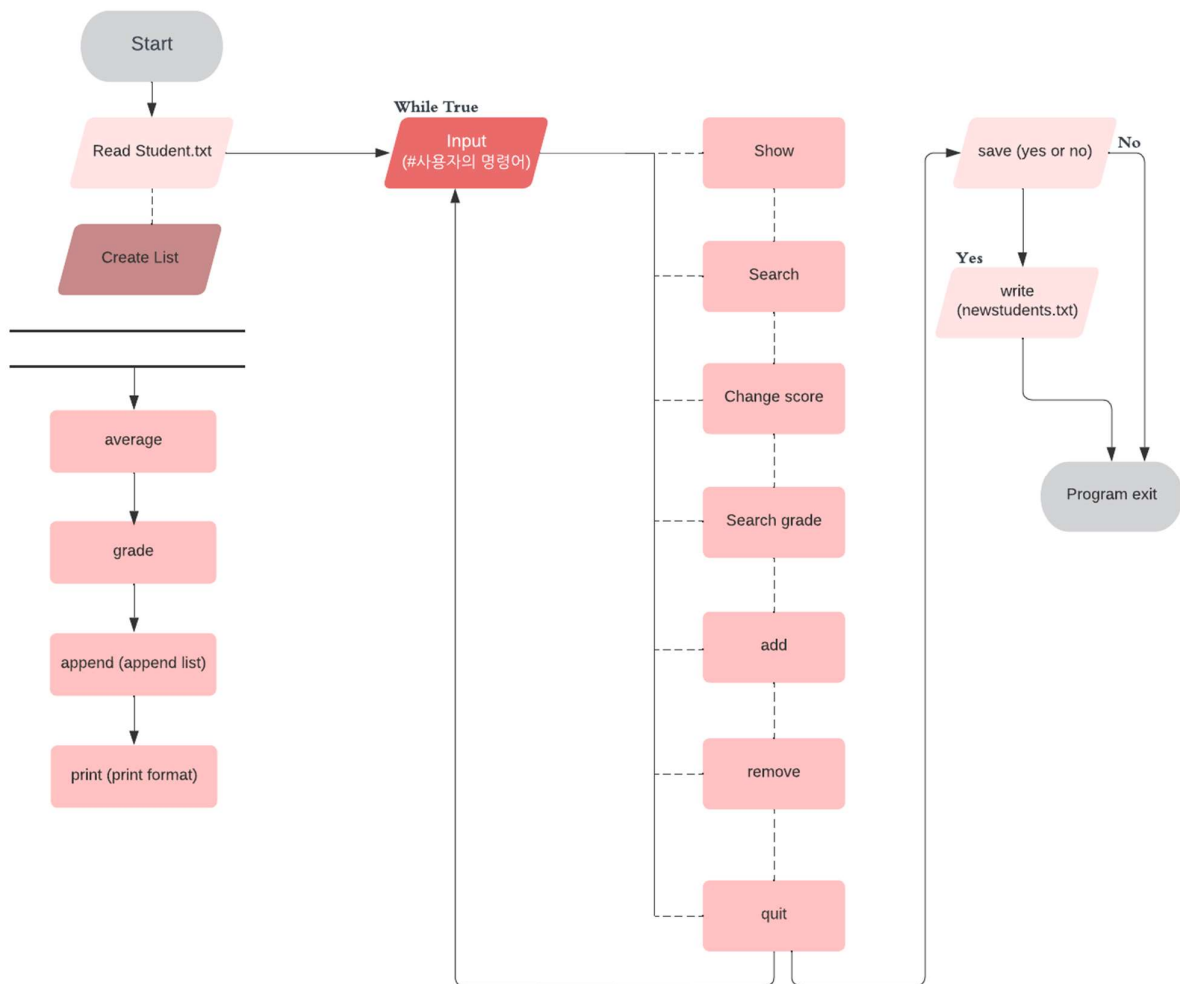 Start
Read Student.txt
Create List
average
grade
append (append list)
print (print format)
While True
Input
(#사용자의 명령어)
Show
Search
Change score
Search grade
add
remove
quit
save (yes or no)
No
Yes
write
(newstudents.txt)
Program exit